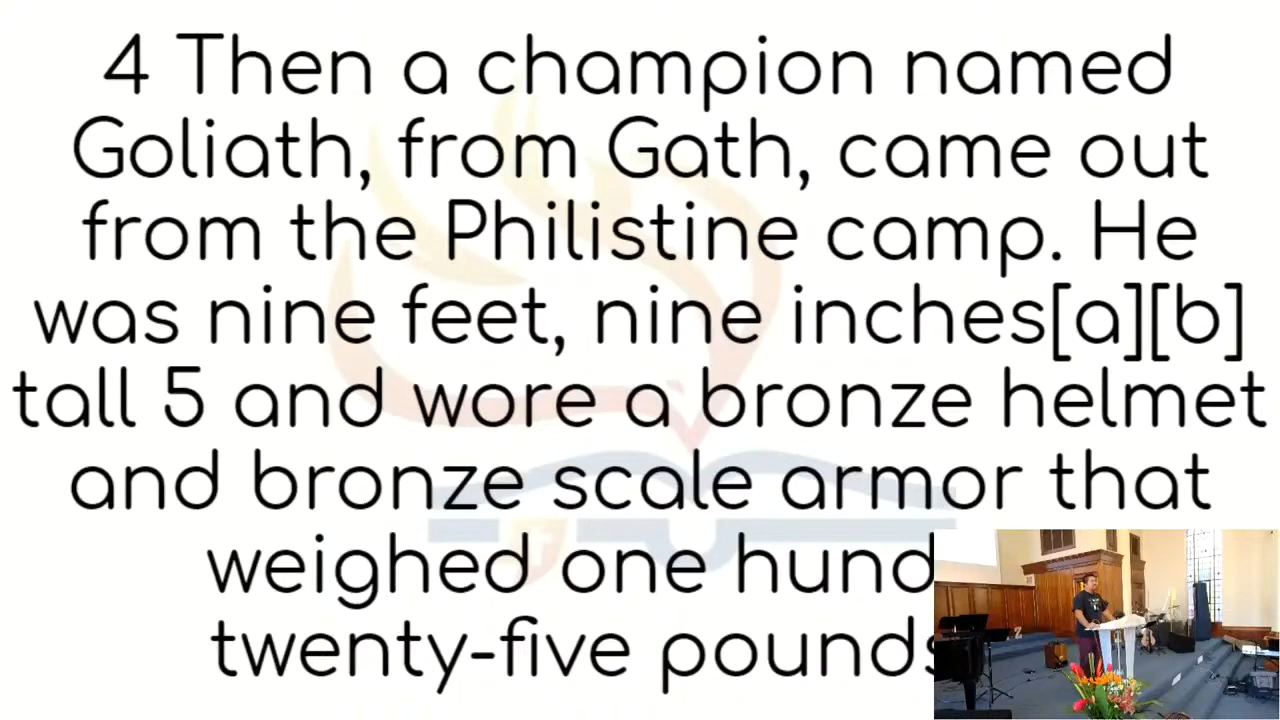 4 Then a champion named
Goliath, from Gath, came out
from the Philistine camp. He
was nine feet, nine inches[a][b]
tall 5 and wore a bronze helmet
and bronze scale armor that
weighed one hund
twenty-five pounds